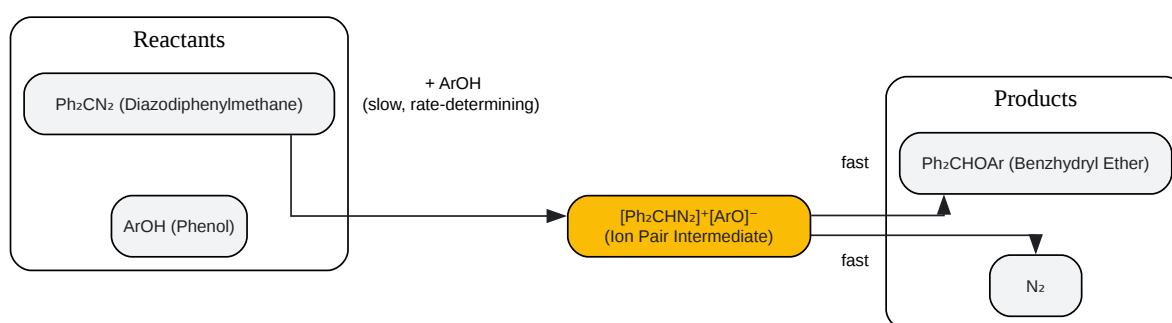 Reactants
Ph₂CN₂ (Diazodiphenylmethane)
ArOH (Phenol)
+ ArOH
(slow, rate-determining)
[Ph₂CHN₂]⁺[ArO]⁻
(Ion Pair Intermediate)
fast
fast
Products
Ph₂CHOAr (Benzhydryl Ether)
N₂